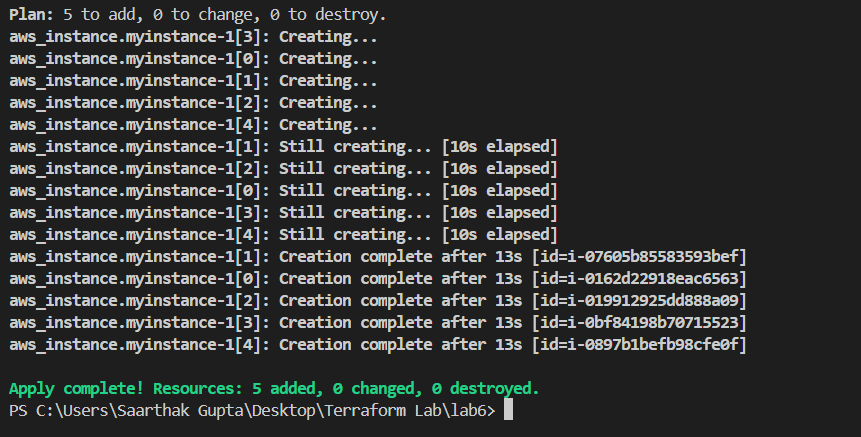 Plan: 5 to add, 0 to change, 0 to destroy.
aws_instance.myinstance-1[3]: Creating...
aws_instance.myinstance-1[0]: Creating...
aws_instance.myinstance-1[1]: Creating...
aws_instance.myinstance-1[2]: Creating...
aws_instance.myinstance-1[4]: Creating...
aws_instance.myinstance-1[1]: Still creating... [10s elapsed]
aws_instance.myinstance-1[2]: Still creating... [10s elapsed]
aws_instance.myinstance-1[0]: Still creating... [10s elapsed]
aws_instance.myinstance-1[3]: Still creating... [10s elapsed]
aws_instance.myinstance-1[4]: Still creating... [10s elapsed]
aws_instance.myinstance-1[1]: Creation complete after 13s [id=i-07605b85583593bef]
aws_instance.myinstance-1[0]: Creation complete after 13s [id=i-0162d22918eac6563]
aws_instance.myinstance-1[2]: Creation complete after 13s [id=i-019912925dd888a09]
aws_instance.myinstance-1[3]: Creation complete after 13s [id=i-0bf84198b70715523]
aws_instance.myinstance-1[4]: Creation complete after 13s [id=i-0897b1befb98cfe0f]
Apply complete! Resources: 5 added, 0 changed, 0 destroyed.
PS C:\Users\Saarthak Gupta\Desktop\Terraform Lab\lab6>